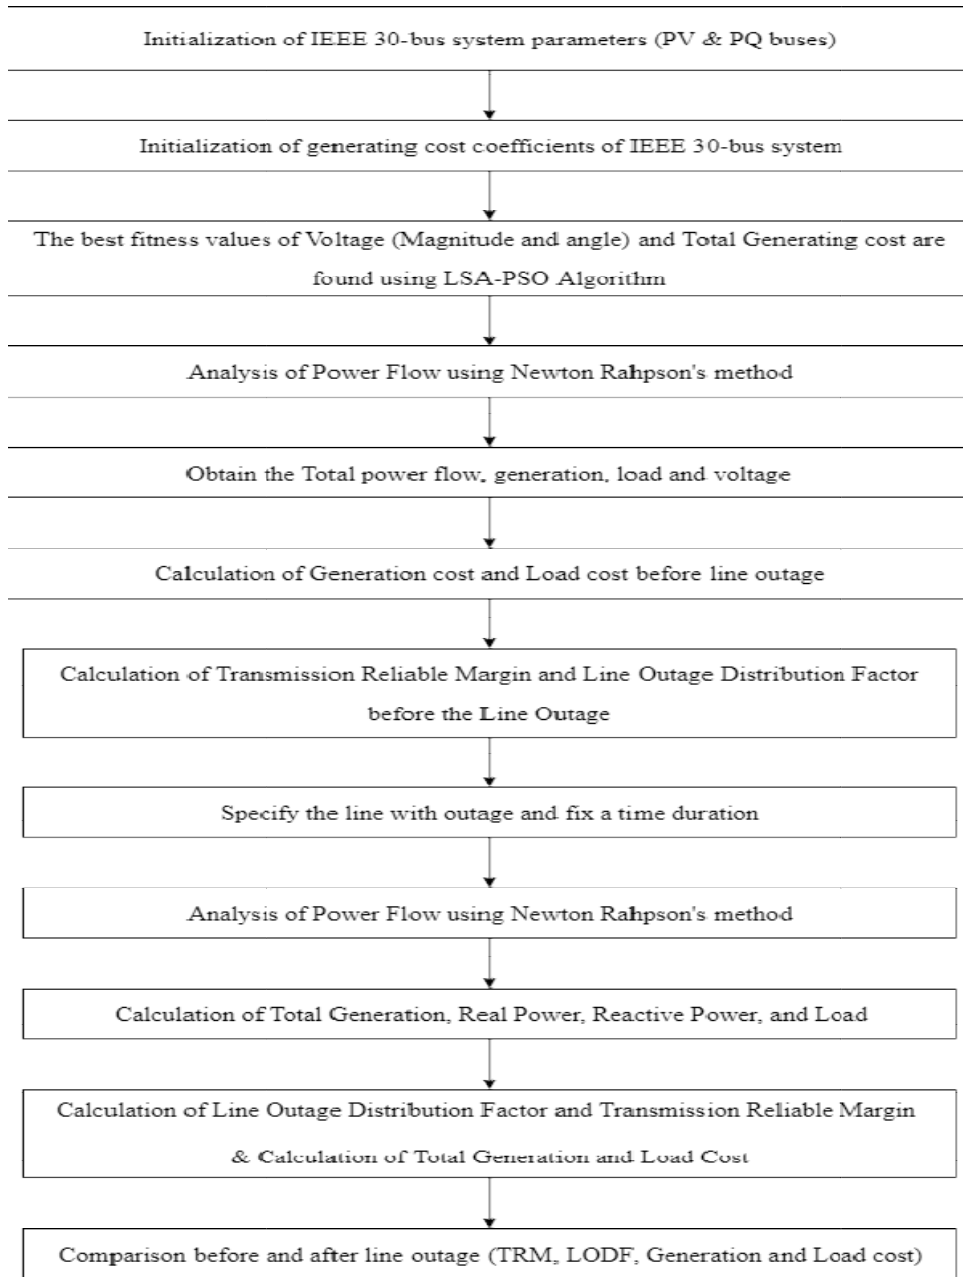 Initialization of IEEE 30-bus system parameters (PV & PQ buses)
Initialization of generating cost coefficients of IEEE 30-bus system
The best fitness values of Voltage (Magnitude and angle) and Total Generating cost are
found using LSA-PSO Algorithm
Analysis of Power Flow using Newton Rahpson's method
Obtain the Total power flow, generation, load and voltage
Calculation of Generation cost and Load cost before line outage
Calculation of Transmission Reliable Margin and Line Outage Distribution Factor
before the Line Outage
Specify the line with outage and fix a time duration
Analysis of Power Flow using Newton Rahpson's method
Calculation of Total Generation, Real Power, Reactive Power, and Load
Calculation of Line Outage Distribution Factor and Transmission Reliable Margin
& Calculation of Total Generation and Load Cost
Comparison before and after line outage (TRM, LODF, Generation and Load cost)